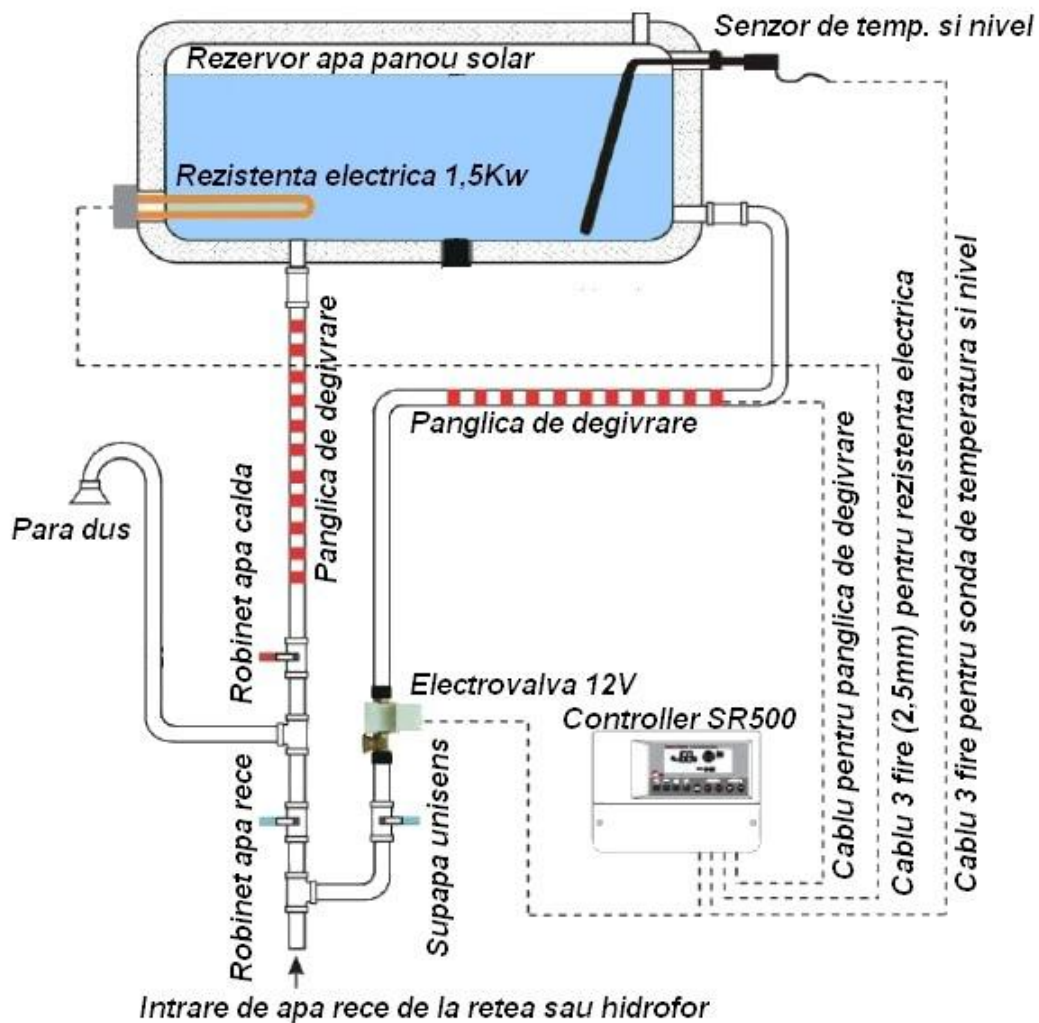 Senzor de temp. si nivel
Rezervor apa panou solar
Rezistenta electrica 1,5Kw
Panglica de degivrare
Panglica de degivrare
Para dus
Robinet apa calda
Electrovalva 12V
Controller SR500
Robinet apa rece
Supapa unisens
Cablu pentru panglica de degivrare
Cablu 3 fire (2,5mm) pentru rezistenta electrica
Cablu 3 fire pentru sonda de temperatura si nivel
Intrare de apa rece de la retea sau hidrofor